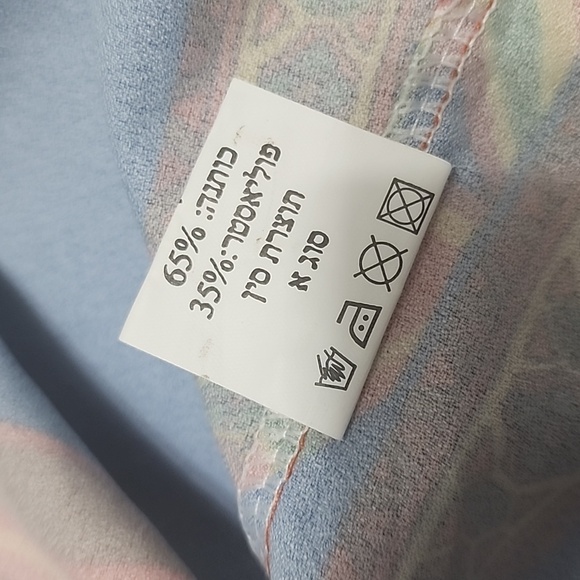 כותנה: 65%
פוליאסטר: 35%
תוצרת סין
סוג א